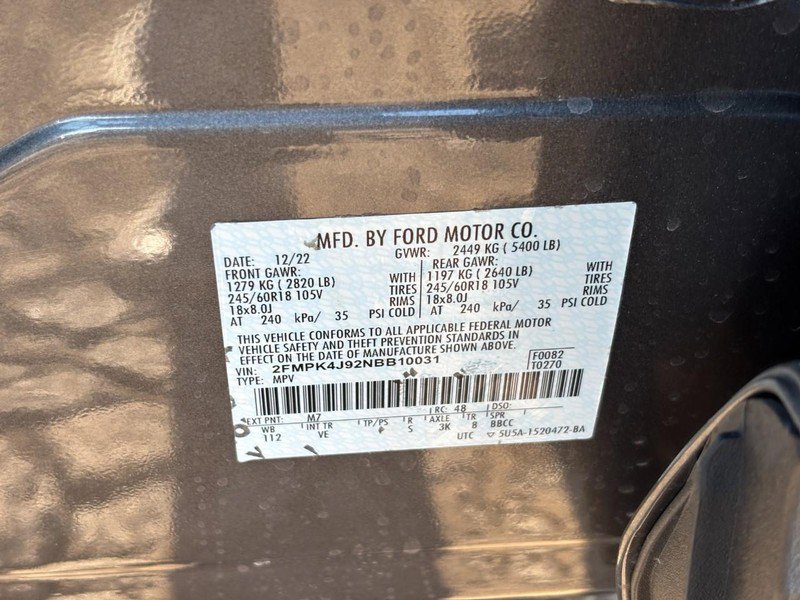 MFD. BY FORD MOTOR CO.
DATE: 12/22 GVWR: 2449 KG ( 5400 LB)
FRONT GAWR: REAR GAWR:
1279 KG ( 2820 LB) WITH 1197 KG ( 2640 LB) WITH
245/60R18 105V TIRES 245/60R18 105V TIRES
18x8.0J RIMS 18x8.0J RIMS
AT 240 kPa/ 35 PSI COLD AT 240 kPa/ 35 PSI COLD
THIS VEHICLE CONFORMS TO ALL APPLICABLE FEDERAL MOTOR
VEHICLE SAFETY AND THEFT PREVENTION STANDARDS IN
EFFECT ON THE DATE OF MANUFACTURE SHOWN ABOVE.
VIN: 2FMPK4J92NBB10031 F0082
TYPE: MPV T0270
EXT PNT: M7 RC: 48 DSO:
WB INT TR TP/PS R AXLE TR SPR
112 VE S 3K 8 BBCC
UTC 5U5A-1520472-BA